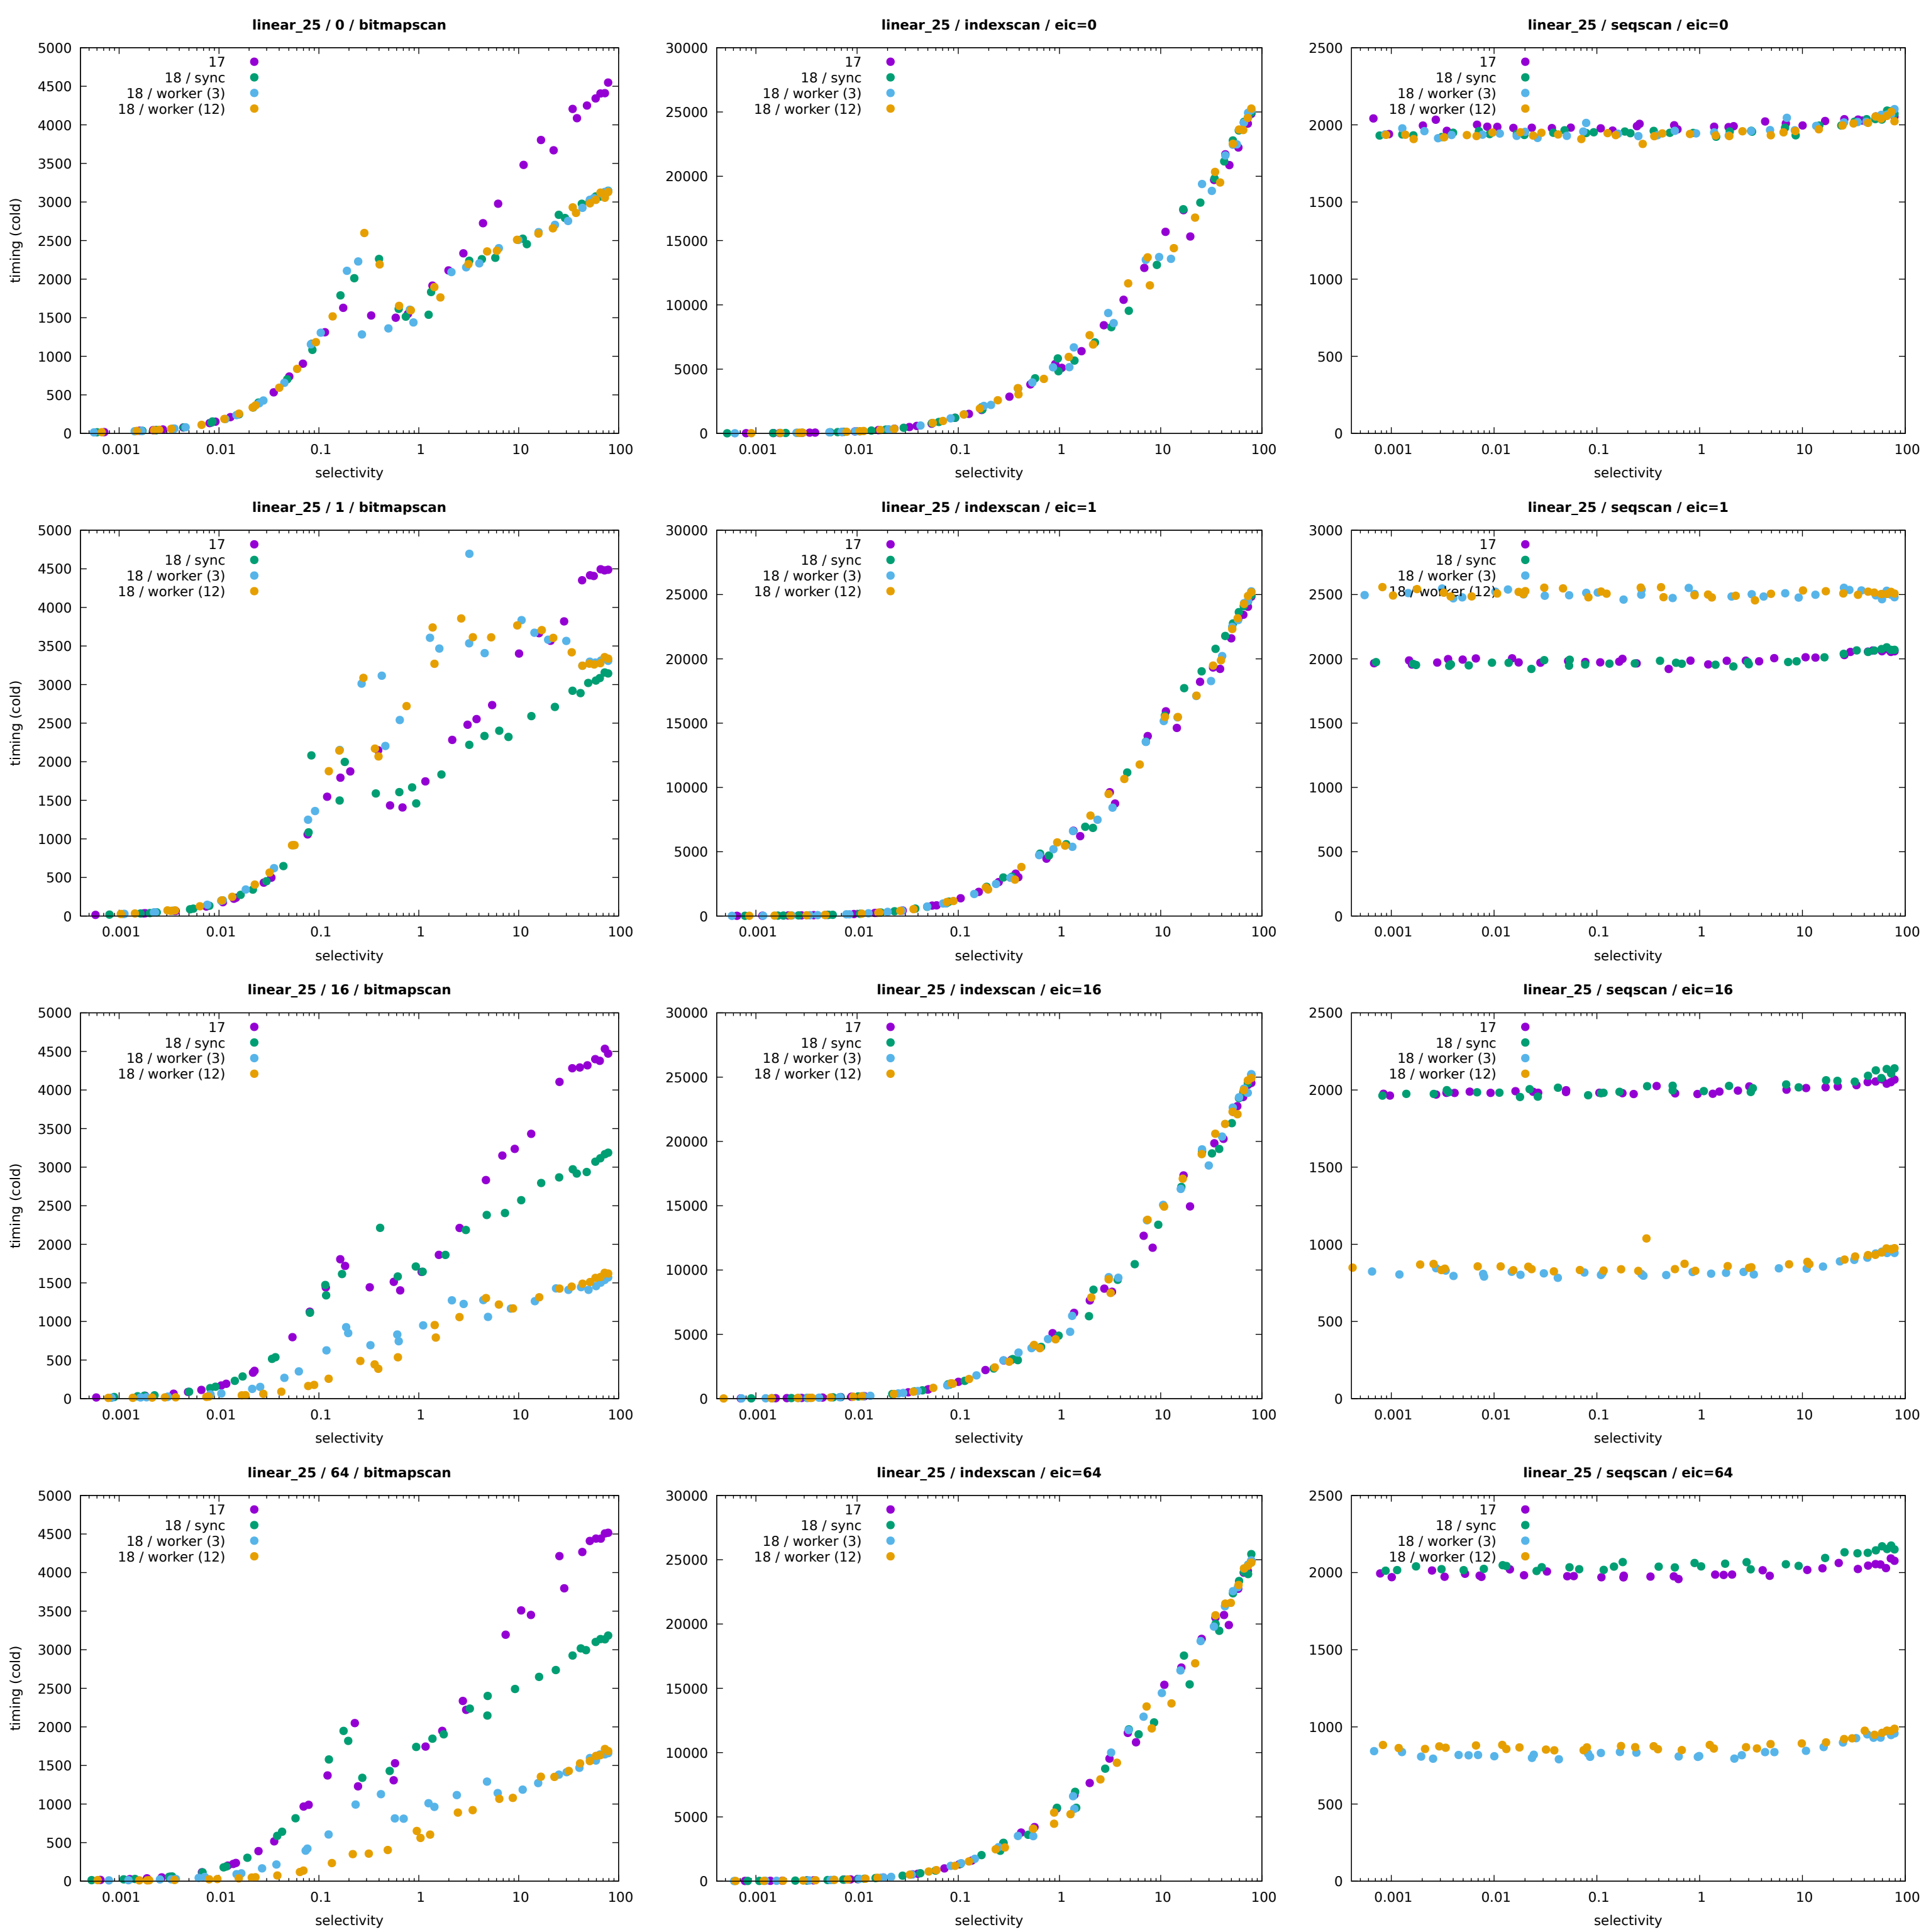 linear_25 / 0 / bitmapscan
timing (cold)
5000
4500
4000
3500
3000
2500
2000
1500
1000
500
0
17
18 / sync
18 / worker (3)
18 / worker (12)
0.001 0.01 0.1 1 10 100
selectivity
linear_25 / indexscan / eic=0
30000
25000
20000
15000
10000
5000
0
17
18 / sync
18 / worker (3)
18 / worker (12)
0.001 0.01 0.1 1 10 100
selectivity
linear_25 / seqscan / eic=0
2500
2000
1500
1000
500
0
17
18 / sync
18 / worker (3)
18 / worker (12)
0.001 0.01 0.1 1 10 100
selectivity
linear_25 / 1 / bitmapscan
timing (cold)
5000
4500
4000
3500
3000
2500
2000
1500
1000
500
0
17
18 / sync
18 / worker (3)
18 / worker (12)
0.001 0.01 0.1 1 10 100
selectivity
linear_25 / indexscan / eic=1
30000
25000
20000
15000
10000
5000
0
17
18 / sync
18 / worker (3)
18 / worker (12)
0.001 0.01 0.1 1 10 100
selectivity
linear_25 / seqscan / eic=1
3000
2500
2000
1500
1000
500
0
17
18 / sync
18 / worker (3)
18 / worker (12)
0.001 0.01 0.1 1 10 100
selectivity
linear_25 / 16 / bitmapscan
timing (cold)
5000
4500
4000
3500
3000
2500
2000
1500
1000
500
0
17
18 / sync
18 / worker (3)
18 / worker (12)
0.001 0.01 0.1 1 10 100
selectivity
linear_25 / indexscan / eic=16
30000
25000
20000
15000
10000
5000
0
17
18 / sync
18 / worker (3)
18 / worker (12)
0.001 0.01 0.1 1 10 100
selectivity
linear_25 / seqscan / eic=16
2500
2000
1500
1000
500
0
17
18 / sync
18 / worker (3)
18 / worker (12)
0.001 0.01 0.1 1 10 100
selectivity
linear_25 / 64 / bitmapscan
timing (cold)
5000
4500
4000
3500
3000
2500
2000
1500
1000
500
0
17
18 / sync
18 / worker (3)
18 / worker (12)
0.001 0.01 0.1 1 10 100
selectivity
linear_25 / indexscan / eic=64
30000
25000
20000
15000
10000
5000
0
17
18 / sync
18 / worker (3)
18 / worker (12)
0.001 0.01 0.1 1 10 100
selectivity
linear_25 / seqscan / eic=64
2500
2000
1500
1000
500
0
17
18 / sync
18 / worker (3)
18 / worker (12)
0.001 0.01 0.1 1 10 100
selectivity